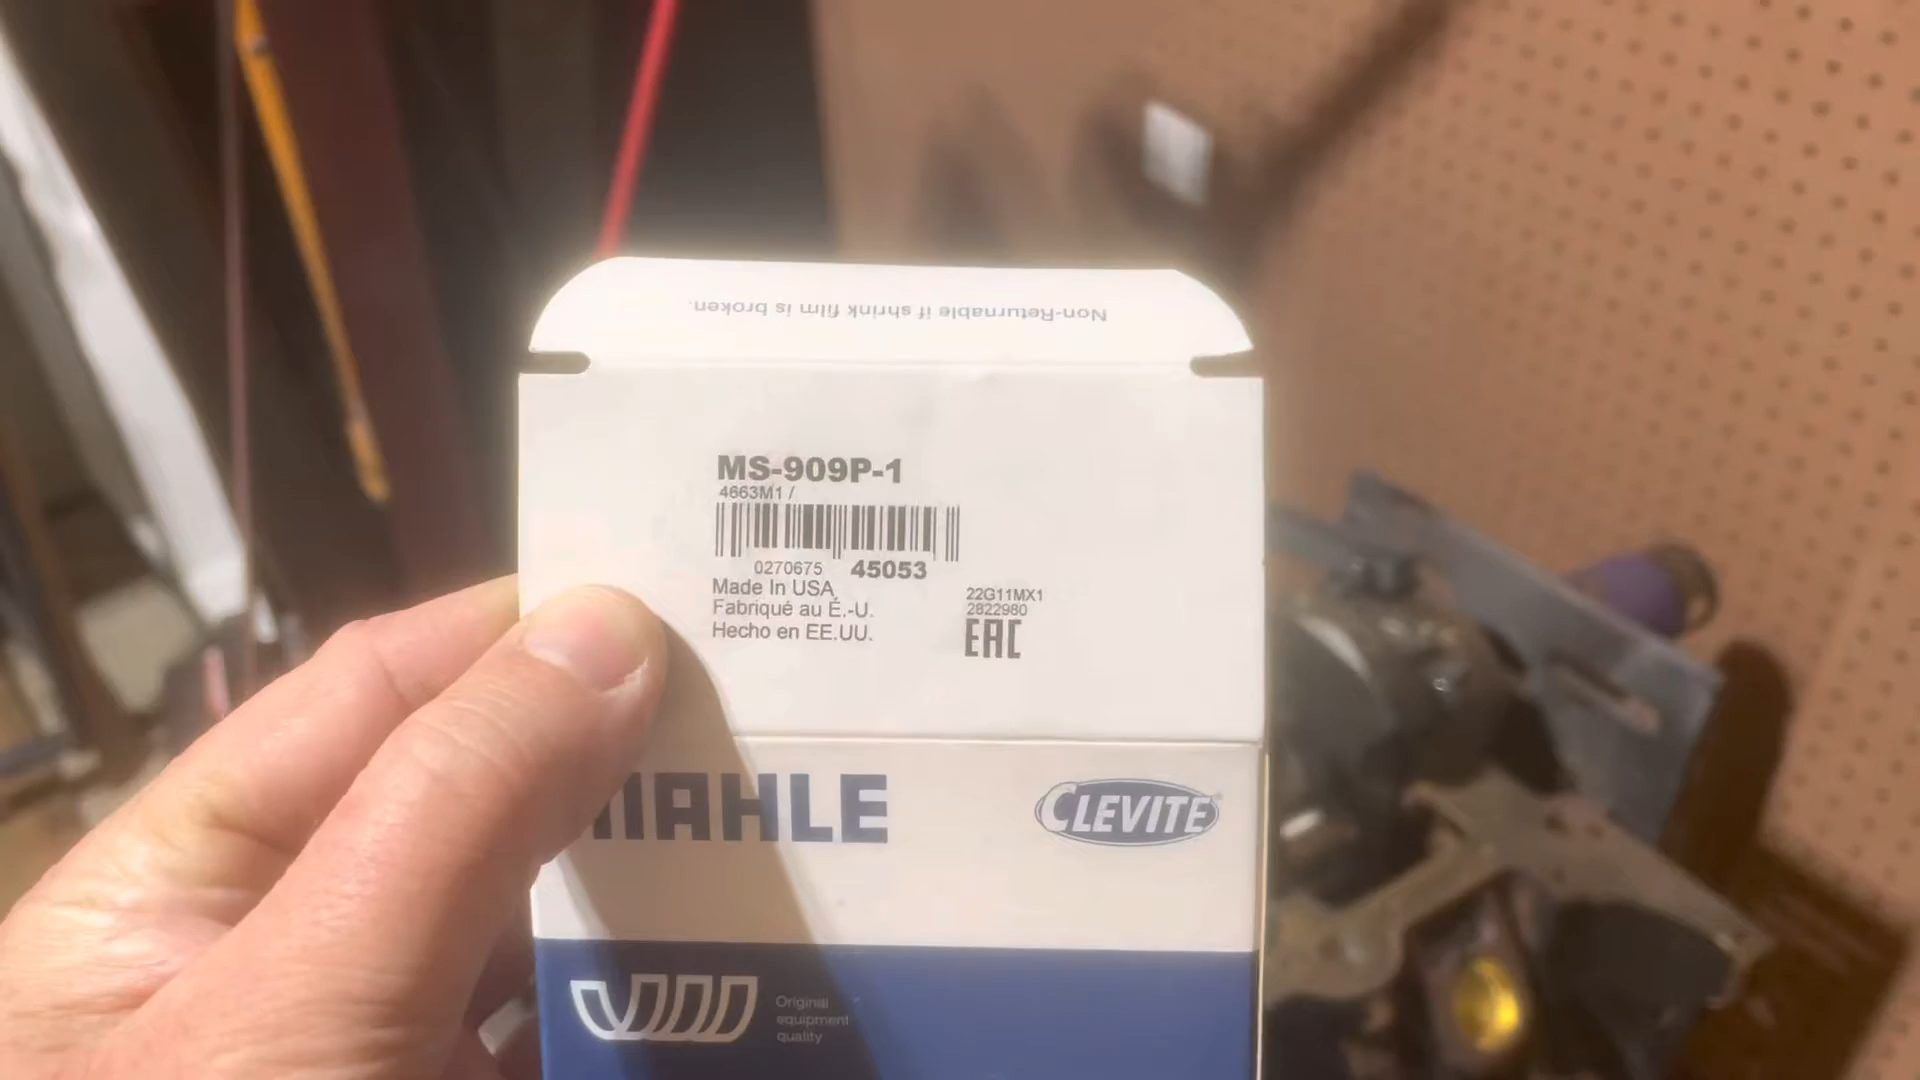 Non-Returnable if shrink film is broken.
MS-909P-1
4663M1 /
0270675 45053
Made In USA
Fabriqué au É.-U.
Hecho en EE.UU.
22G11MX1
2822980
EAC
MAHLE
CLEVITE
Original
equipment
quality